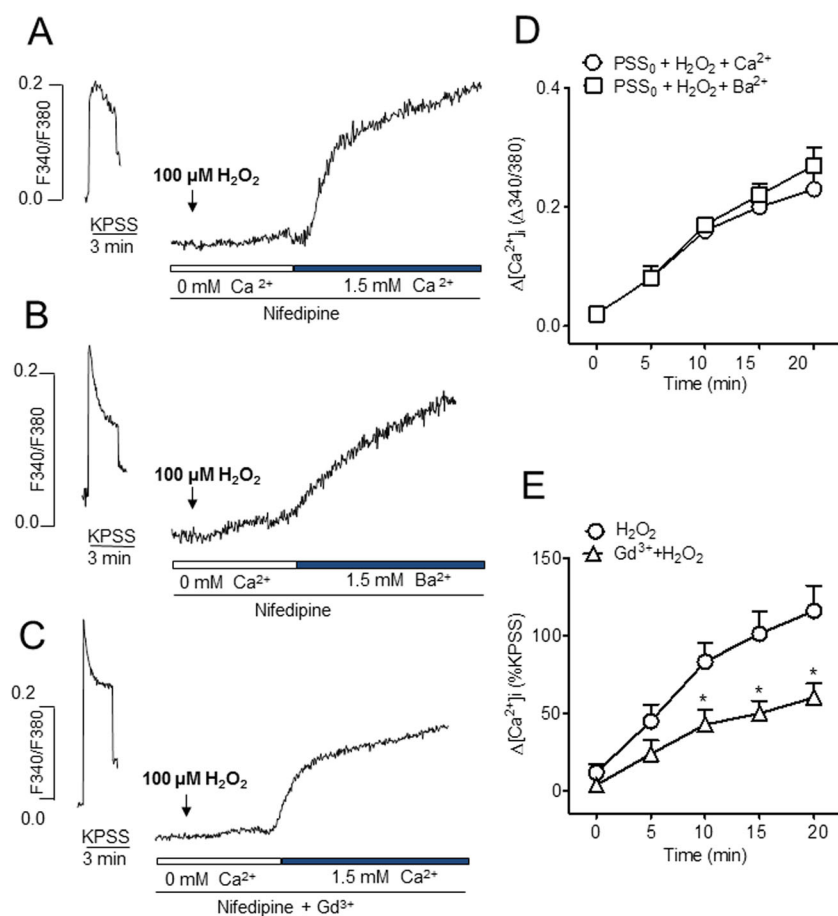 A
0.2
F340/F380
0.0
KPSS
3 min
100 µM H₂O₂
0 mM Ca²⁺
1.5 mM Ca²⁺
Nifedipine
B
0.2
F340/F380
0.0
KPSS
3 min
100 µM H₂O₂
0 mM Ca²⁺
1.5 mM Ba²⁺
Nifedipine
C
0.2
F340/F380
0.0
KPSS
3 min
100 µM H₂O₂
0 mM Ca²⁺
1.5 mM Ca²⁺
Nifedipine + Gd³⁺
D
PSS₀ + H₂O₂ + Ca²⁺
PSS₀ + H₂O₂ + Ba²⁺
Δ[Ca²⁺]ᵢ (Δ340/380)
0.4
0.2
0.0
0 5 10 15 20
Time (min)
E
H₂O₂
Gd³⁺+H₂O₂
Δ[Ca²⁺]i (%KPSS)
150
100
50
0
* * *
0 5 10 15 20
Time (min)